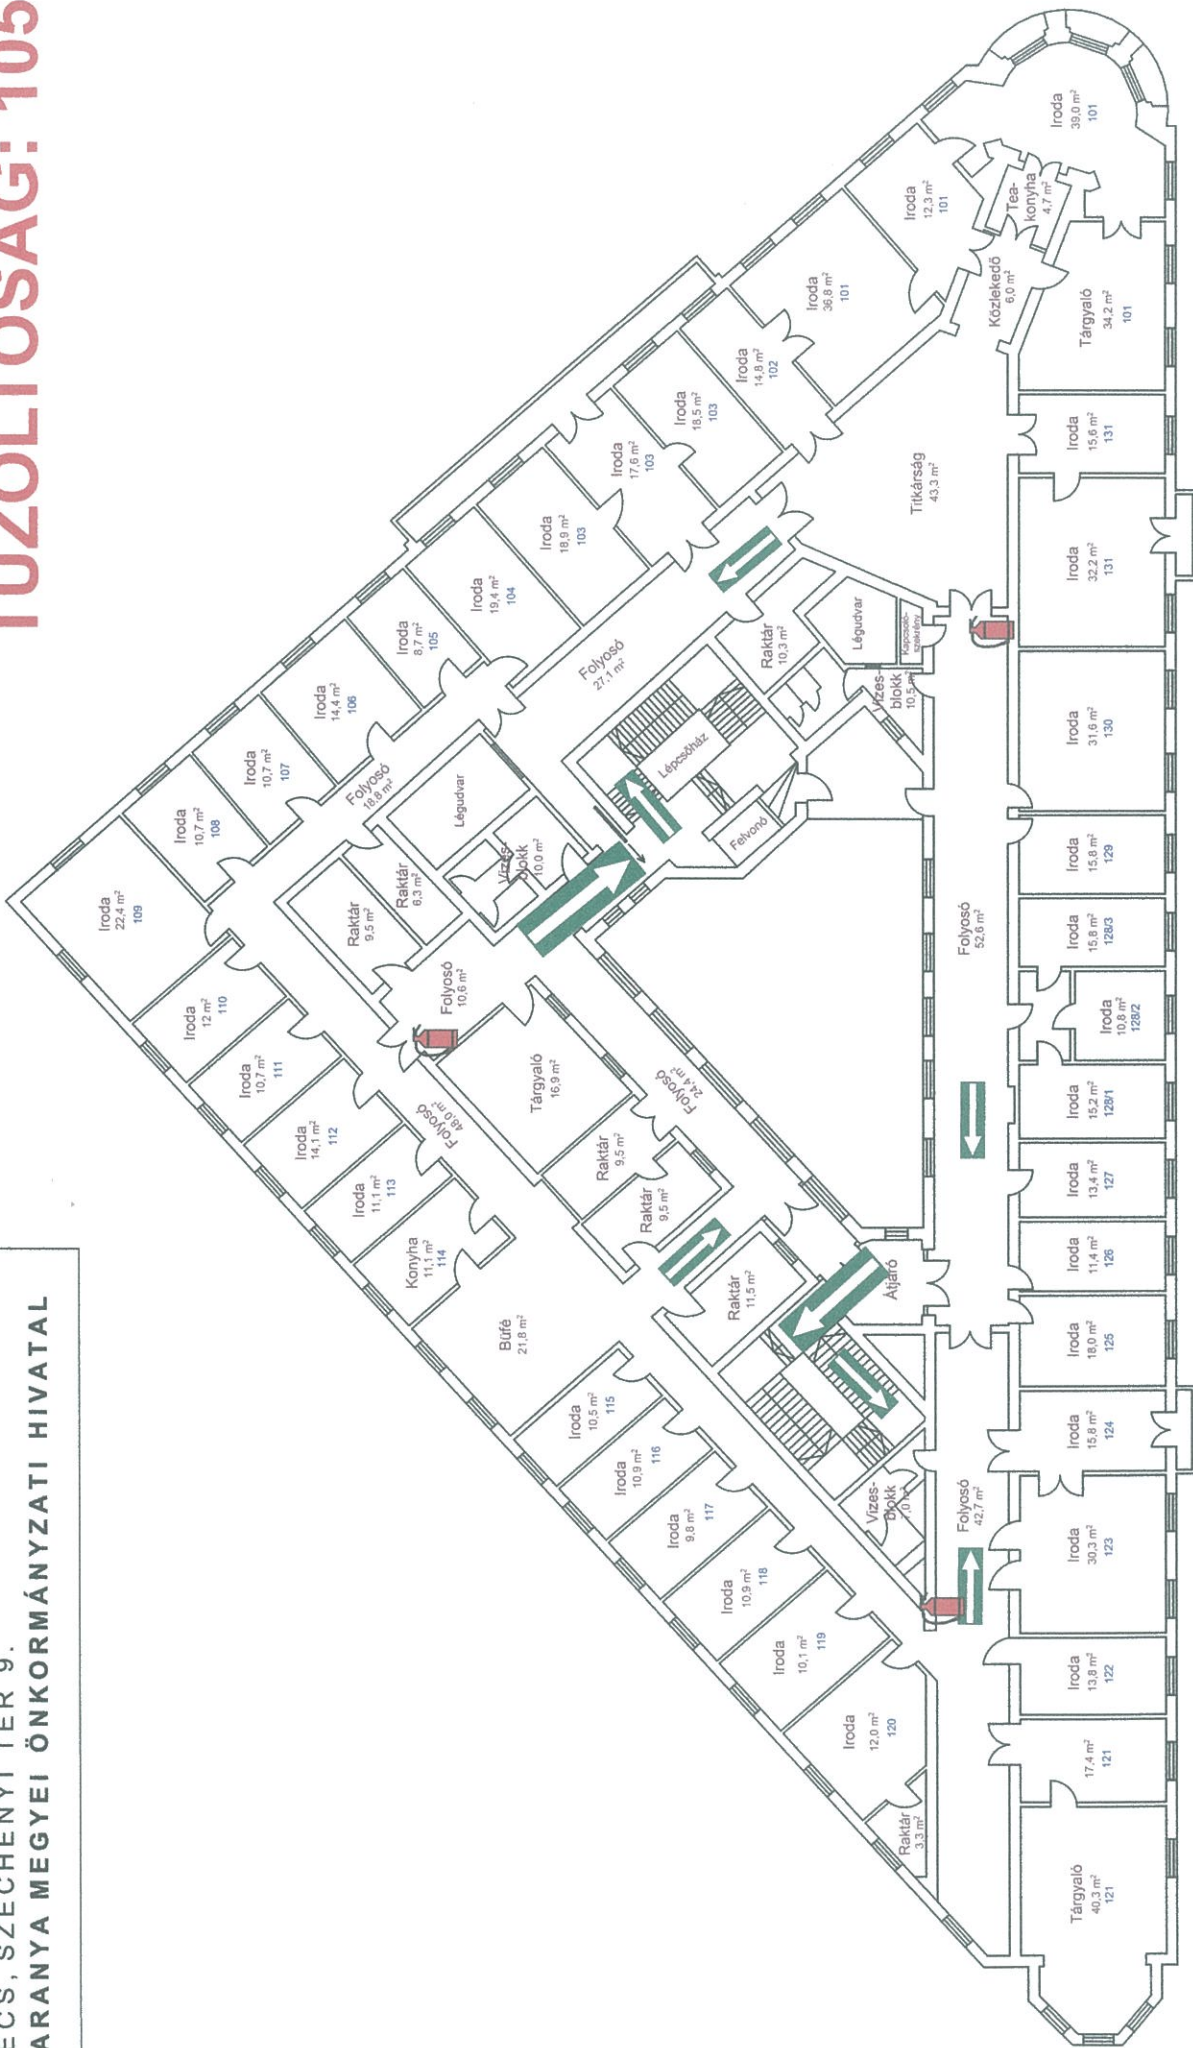 TŰZOLTÓSÁG: 105
ÉCS, SZÉCHENYI TÉR 9.
ARANYA MEGYEI ÖNKORMÁNYZATI HIVATAL
Iroda
22,4 m²
109
Iroda
10,7 m²
108
Iroda
10,7 m²
107
Iroda
14,4 m²
106
Iroda
8,7 m²
105
Iroda
19,4 m²
104
Iroda
18,9 m²
103
Iroda
17,6 m²
103
Iroda
18,5 m²
103
Iroda
14,8 m²
102
Iroda
36,8 m²
101
Iroda
12,3 m²
101
Iroda
39,0 m²
101
Tea-
konyha
4,7 m²
Közlekedő
6,0 m²
Tárgyaló
34,2 m²
101
Titkárság
43,3 m²
Iroda
12 m²
110
Iroda
10,7 m²
111
Iroda
14,1 m²
112
Iroda
11,1 m²
113
Konyha
11,1 m²
114
Büfé
21,8 m²
Iroda
10,5 m²
115
Iroda
10,9 m²
116
Iroda
9,8 m²
117
Iroda
10,9 m²
118
Iroda
10,1 m²
119
Iroda
12,0 m²
120
Raktár
3,3 m²
Folyosó
18,8 m²
Légudvar
Raktár
6,3 m²
Raktár
9,5 m²
Vizes-
blokk
10,0 m²
Folyosó
10,6 m²
Folyosó
27,1 m²
Raktár
10,3 m²
Légudvar
Kapcsoló-
szekrény
Vizes-
blokk
10,5 m²
Lépcsőház
Felvonó
Tárgyaló
16,9 m²
Folyosó
48,0 m²
Folyosó
24,4 m²
Raktár
9,5 m²
Raktár
9,5 m²
Raktár
11,5 m²
Átjáró
Vizes-
blokk
Folyosó
42,7 m²
Folyosó
52,6 m²
Tárgyaló
40,3 m²
121
17,4 m²
121
Iroda
13,8 m²
122
Iroda
30,3 m²
123
Iroda
15,8 m²
124
Iroda
18,0 m²
125
Iroda
11,4 m²
126
Iroda
13,4 m²
127
Iroda
15,2 m²
128/1
Iroda
10,8 m²
128/2
Iroda
15,8 m²
128/3
Iroda
15,8 m²
129
Iroda
31,6 m²
130
Iroda
32,2 m²
131
Iroda
15,6 m²
131